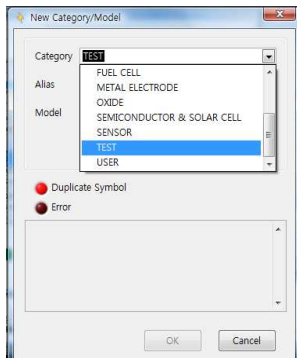 New Category/Model
Category TEST
FUEL CELL
Alias METAL ELECTRODE
OXIDE
Model SEMICONDUCTOR & SOLAR CELL
SENSOR
TEST
USER
Duplicate Symbol
Error
OK Cancel